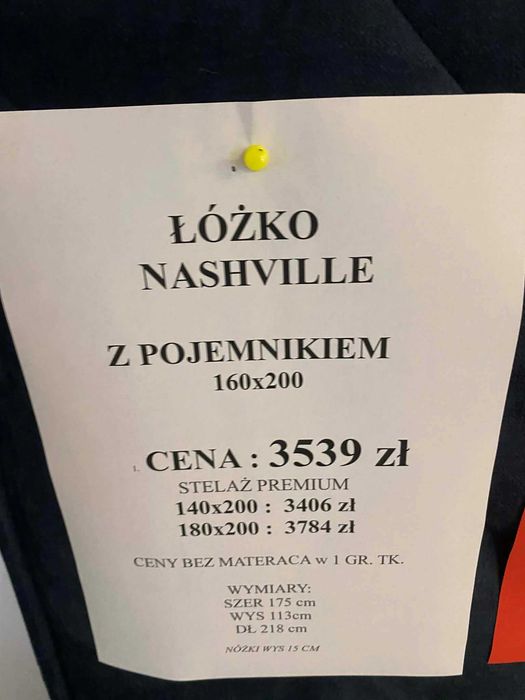 ŁÓŻKO
NASHVILLE
Z POJEMNIKIEM
160x200
1. CENA : 3539 zł
STELAŻ PREMIUM
140x200 : 3406 zł
180x200 : 3784 zł
CENY BEZ MATERACA w 1 GR. TK.
WYMIARY:
SZER 175 cm
WYS 113cm
DŁ 218 cm
NÓŻKI WYS 15 CM